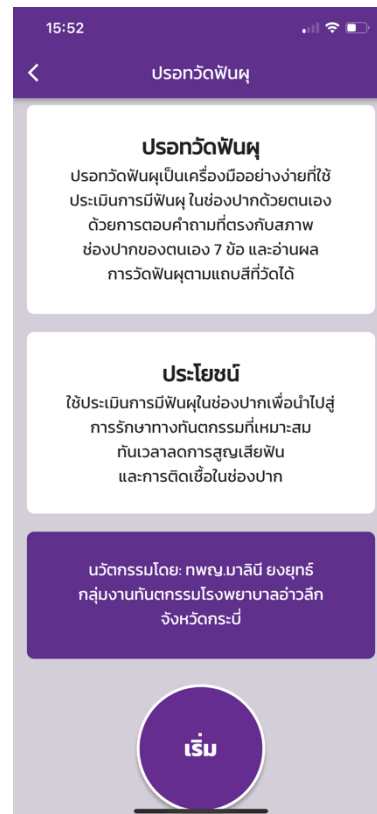 15:52
ปรอทวัดฟันผุ
ปรอทวัดฟันผุ
ปรอทวัดฟันผุเป็นเครื่องมืออย่างง่ายที่ใช้
ประเมินการมีฟันผุ ในช่องปากด้วยตนเอง
ด้วยการตอบคำถามที่ตรงกับสภาพ
ช่องปากของตนเอง 7 ข้อ และอ่านผล
การวัดฟันผุตามแถบสีที่วัดได้
ประโยชน์
ใช้ประเมินการมีฟันผุในช่องปากเพื่อนำไปสู่
การรักษาทางทันตกรรมที่เหมาะสม
ทันเวลาลดการสูญเสียฟัน
และการติดเชื้อในช่องปาก
นวัตกรรมโดย: ทพญ.มาลินี ยงยุทธ์
กลุ่มงานทันตกรรมโรงพยาบาลอ่าวลึก
จังหวัดกระบี่
เริ่ม